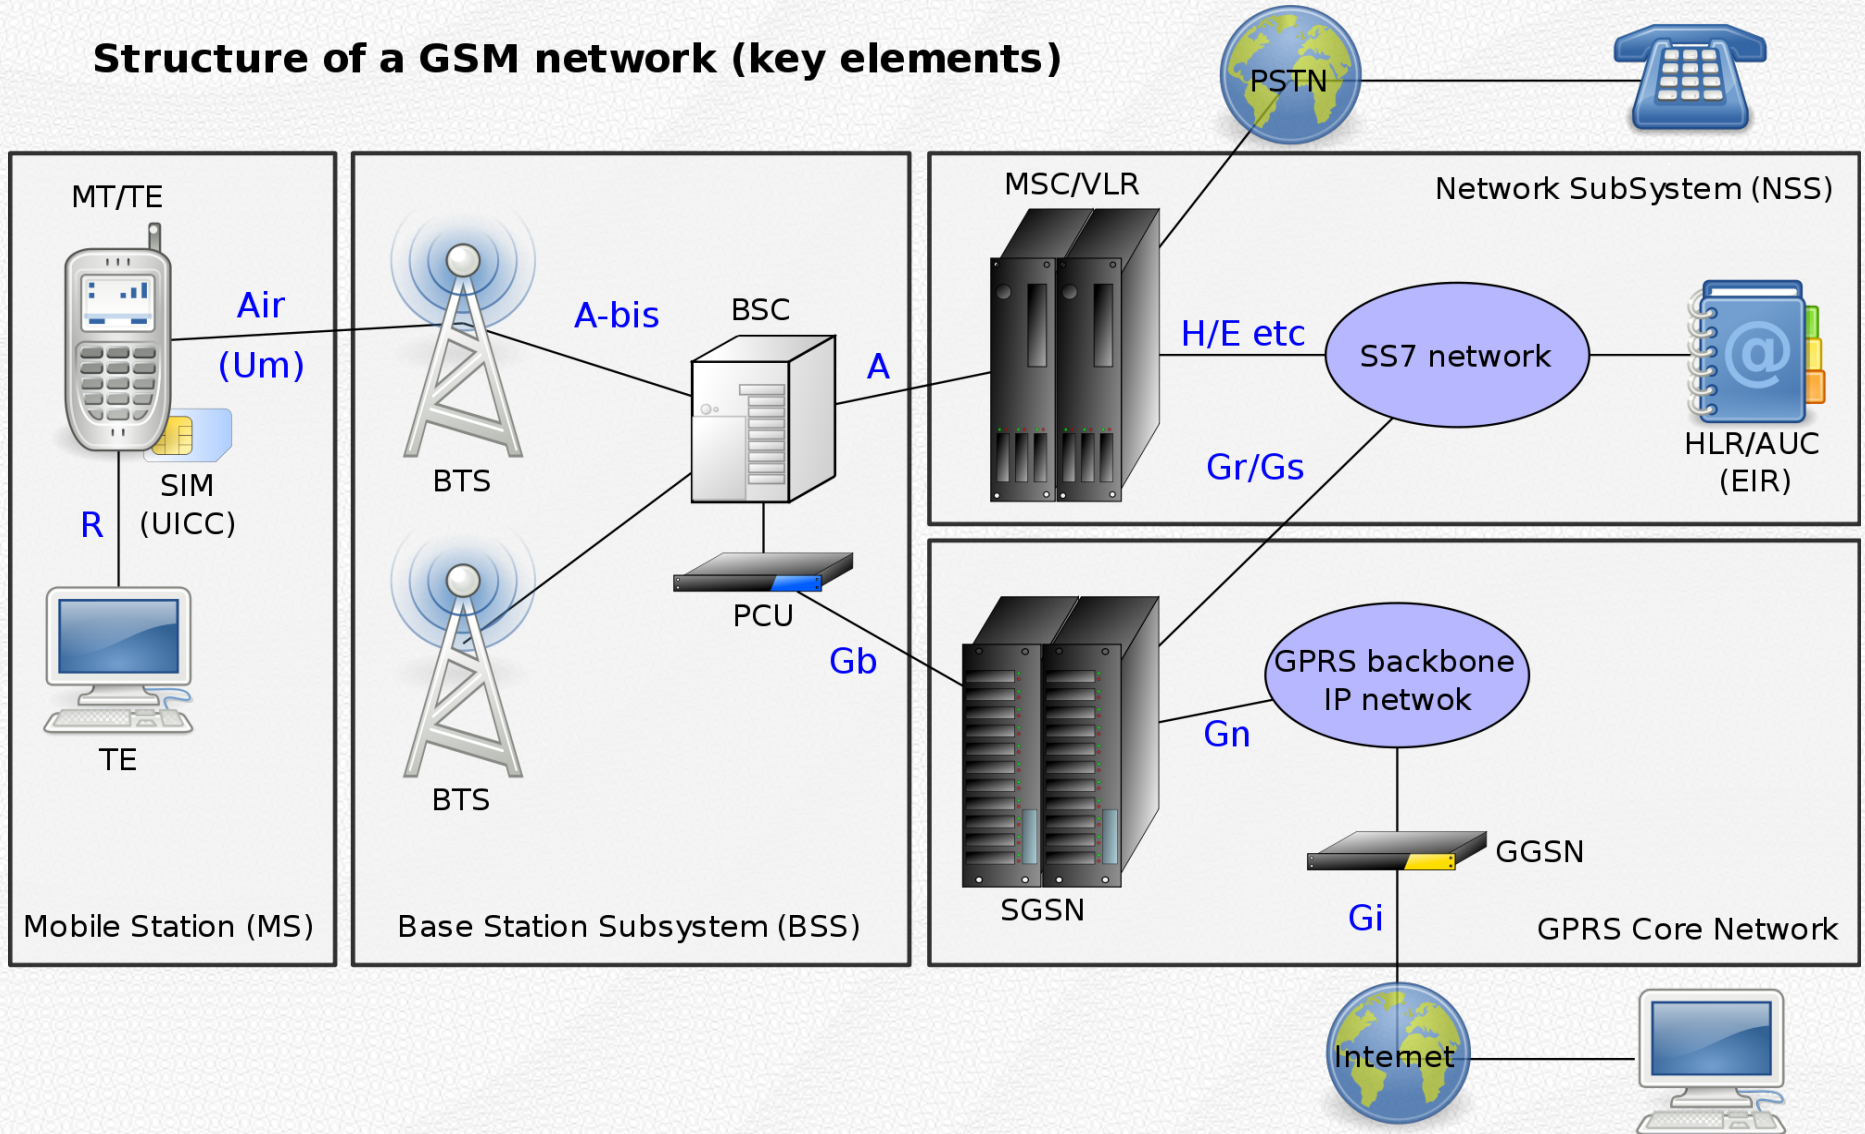 Structure of a GSM network (key elements)
PSTN
MT/TE
Air
(Um)
SIM
(UICC)
R
TE
Mobile Station (MS)
BTS
A-bis
BSC
A
BTS
PCU
Gb
Base Station Subsystem (BSS)
MSC/VLR
Network SubSystem (NSS)
H/E etc
SS7 network
HLR/AUC
(EIR)
Gr/Gs
SGSN
Gn
GPRS backbone
IP netwok
GGSN
Gi
GPRS Core Network
Internet